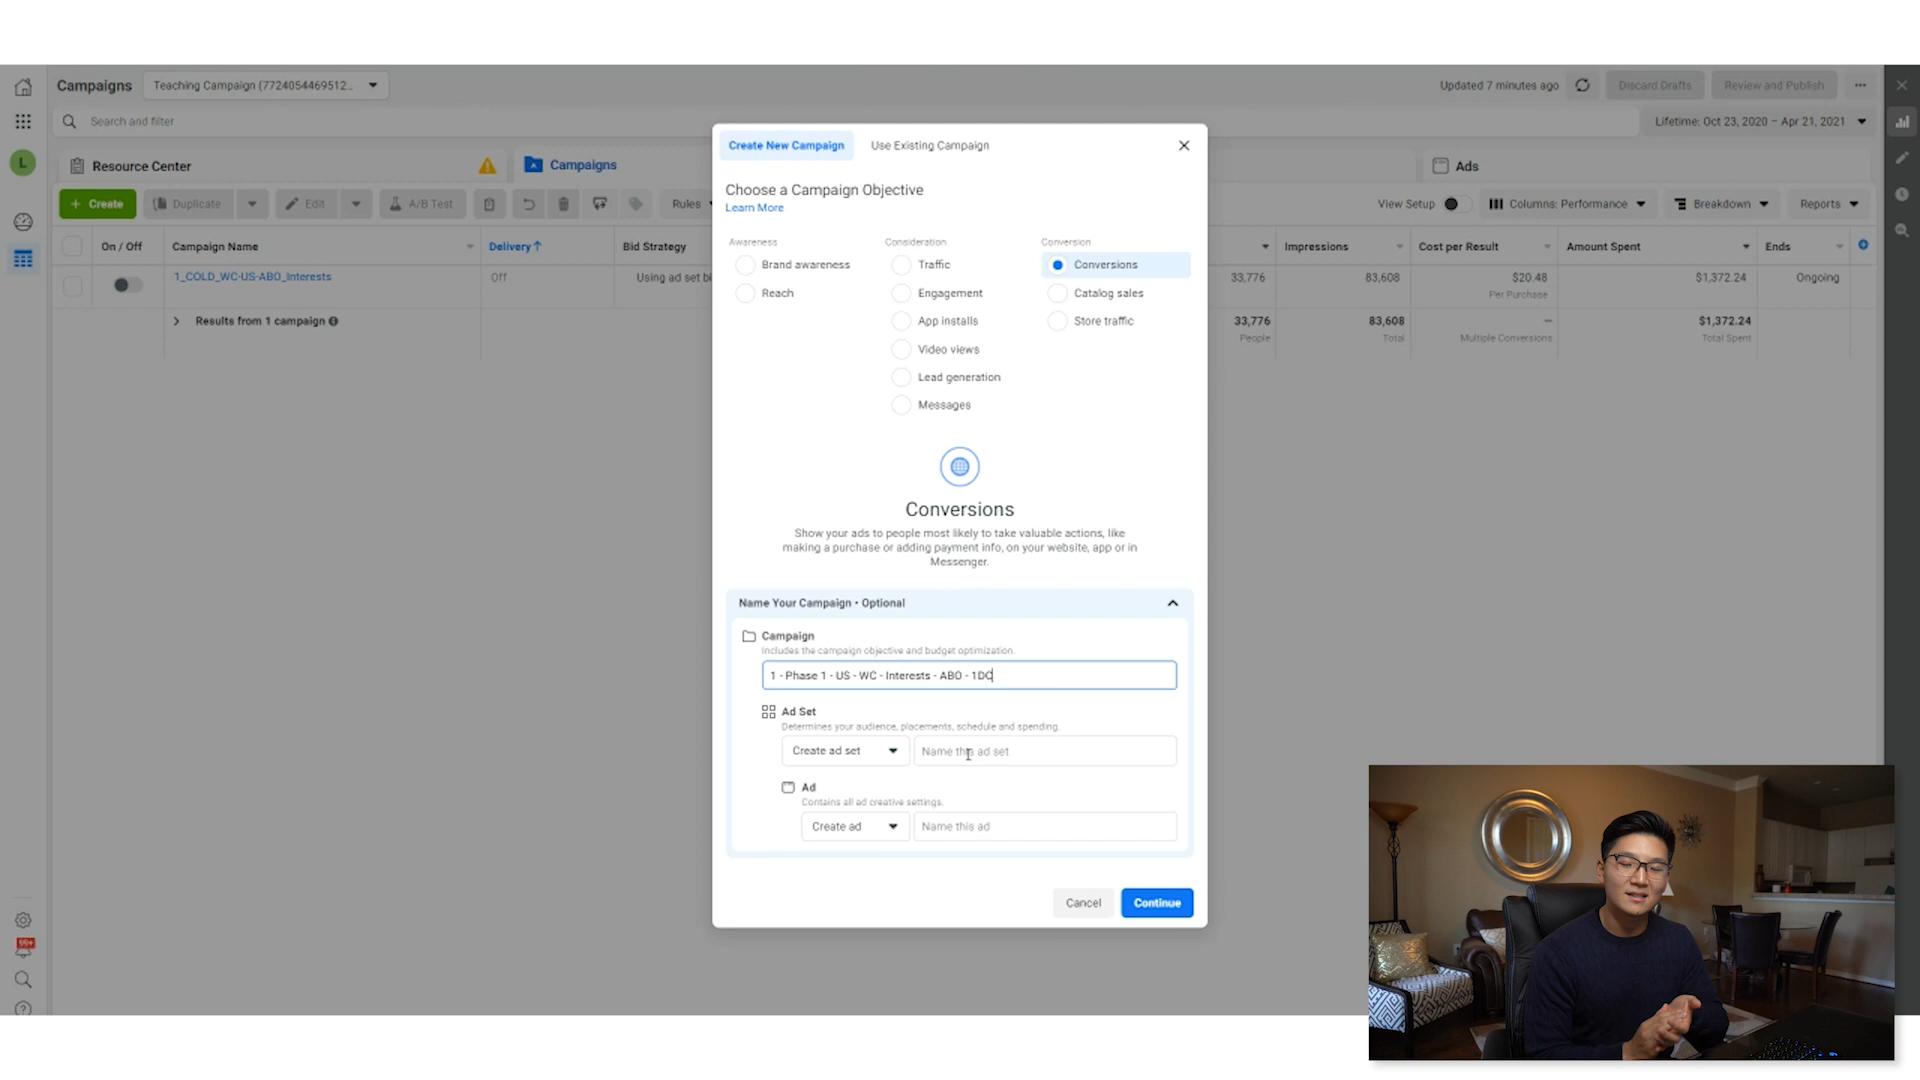 Campaigns
Teaching Campaign (7724054469512...
Updated 7 minutes ago
Discard Drafts
Review and Publish
Search and filter
Lifetime: Oct 23, 2020 – Apr 21, 2021
L
Resource Center
Campaigns
Ads
+ Create
Duplicate
Edit
A/B Test
Rules
View Setup
Columns: Performance
Breakdown
Reports
On / Off
Campaign Name
Delivery
Bid Strategy
Impressions
Cost per Result
Amount Spent
Ends
1_COLD_WC-US-ABO_Interests
Off
Using ad set bi
33,776
83,608
$20.48
Per Purchase
$1,372.24
Ongoing
Results from 1 campaign
33,776
People
83,608
Total
—
Multiple Conversions
$1,372.24
Total Spent
Create New Campaign
Use Existing Campaign
Choose a Campaign Objective
Learn More
Awareness
Consideration
Conversion
Brand awareness
Traffic
Conversions
Reach
Engagement
Catalog sales
App installs
Store traffic
Video views
Lead generation
Messages
Conversions
Show your ads to people most likely to take valuable actions, like
making a purchase or adding payment info, on your website, app or in
Messenger.
Name Your Campaign • Optional
Campaign
Includes the campaign objective and budget optimization.
1 - Phase 1 - US - WC - Interests - ABO - 1DC
Ad Set
Determines your audience, placements, schedule and spending.
Create ad set
Name this ad set
Ad
Contains all ad creative settings.
Create ad
Name this ad
Cancel
Continue
99+